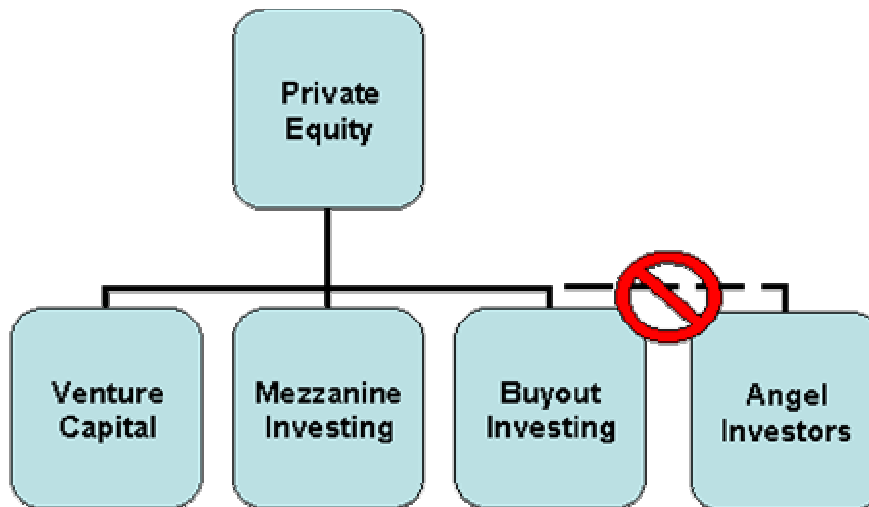 Private
Equity
Venture
Capital
Mezzanine
Investing
Buyout
Investing
Angel
Investors